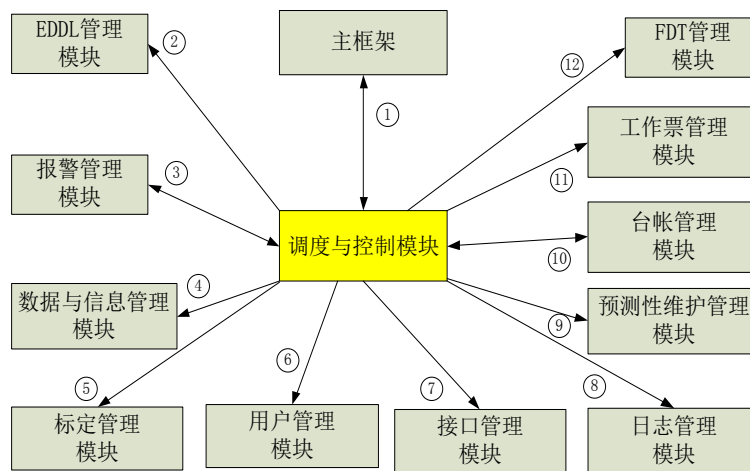 EDDL管理
模块
②
主框架
①
⑫
FDT管理
模块
报警管理
模块
③
工作票管理
模块
⑪
调度与控制模块
台帐管理
模块
⑩
数据与信息管理
模块
④
预测性维护管理
模块
⑨
⑤
⑥
⑦
⑧
标定管理
模块
用户管理
模块
接口管理
模块
日志管理
模块